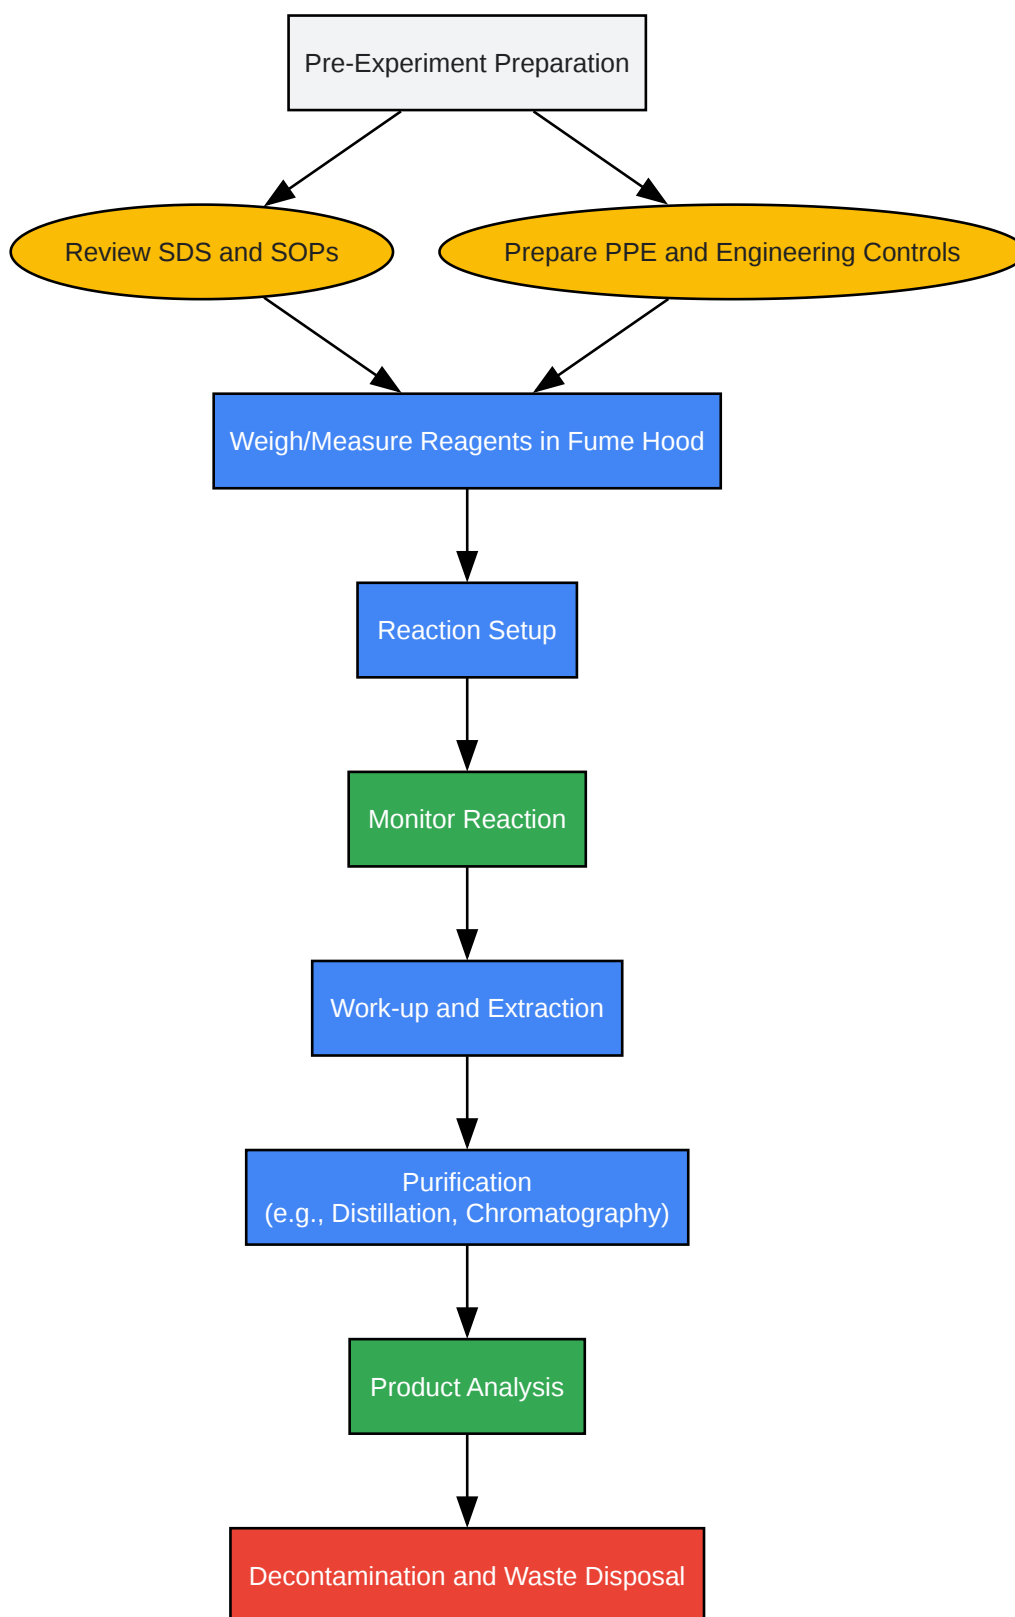 Pre-Experiment Preparation
Review SDS and SOPs
Prepare PPE and Engineering Controls
Weigh/Measure Reagents in Fume Hood
Reaction Setup
Monitor Reaction
Work-up and Extraction
Purification
(e.g., Distillation, Chromatography)
Product Analysis
Decontamination and Waste Disposal